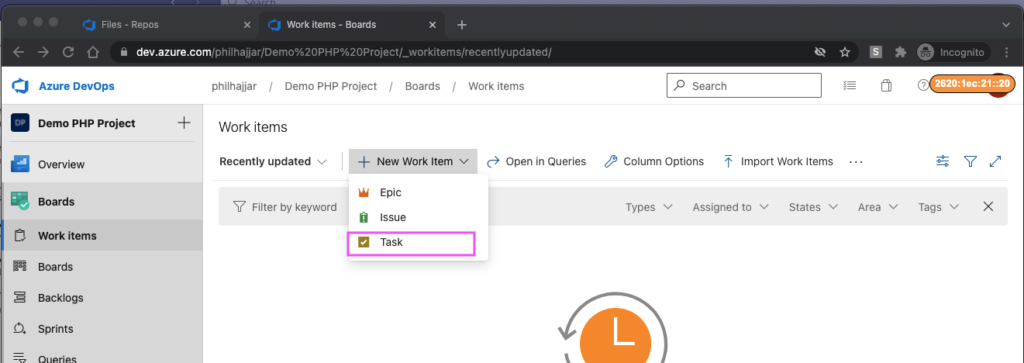 Search
Files - Repos
Work items - Boards
dev.azure.com/philhajjar/Demo%20PHP%20Project/_workitems/recentlyupdated/
S
Incognito
Azure DevOps
philhajjar / Demo PHP Project / Boards / Work items
Search
2620:1ec:21::20
DP
Demo PHP Project
Work items
Overview
Recently updated
New Work Item
Open in Queries
Column Options
Import Work Items
Boards
Epic
Issue
Task
Filter by keyword
Types
Assigned to
States
Area
Tags
Work items
Boards
Backlogs
Sprints
Queries